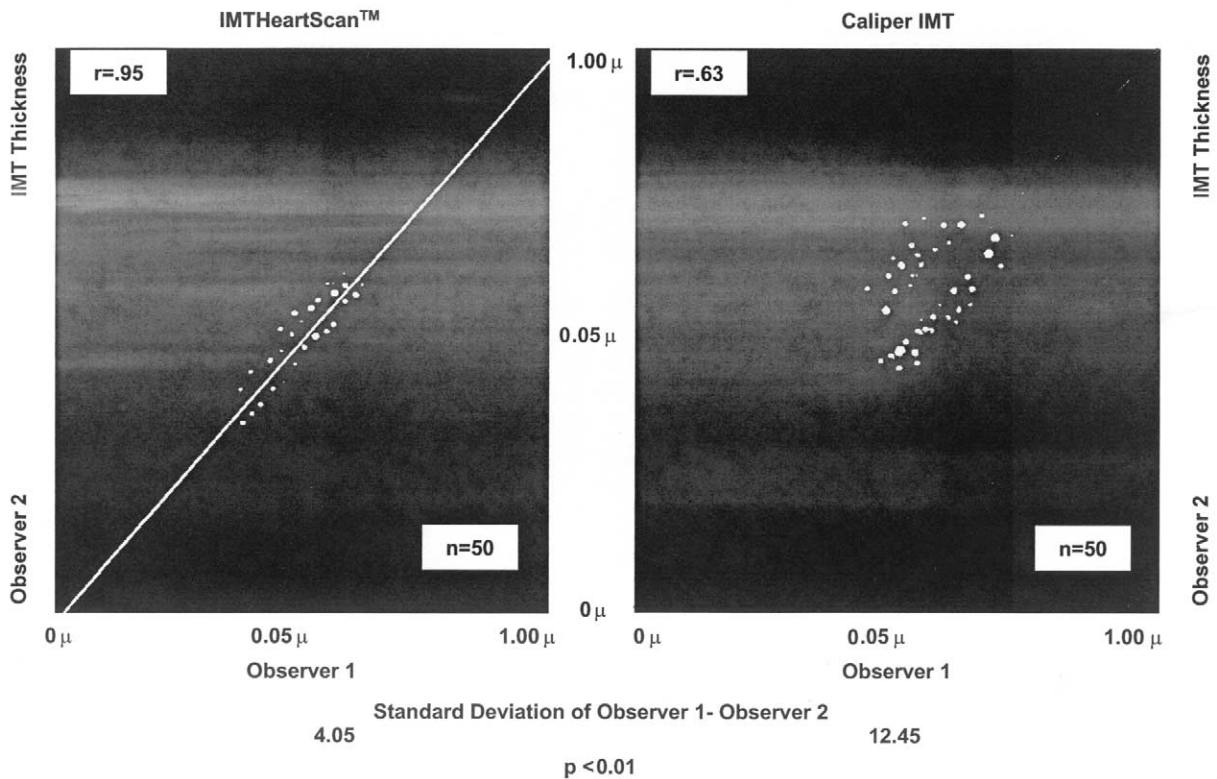 IMTHeartScan™
Caliper IMT
IMT Thickness
r=.95
1.00 μ
r=.63
IMT Thickness
0.05 μ
Observer 2
n=50
0 μ
n=50
Observer 2
0 μ
0.05 μ
1.00 μ
0 μ
0.05 μ
1.00 μ
Observer 1
Observer 1
Standard Deviation of Observer 1- Observer 2
4.05
12.45
p <0.01